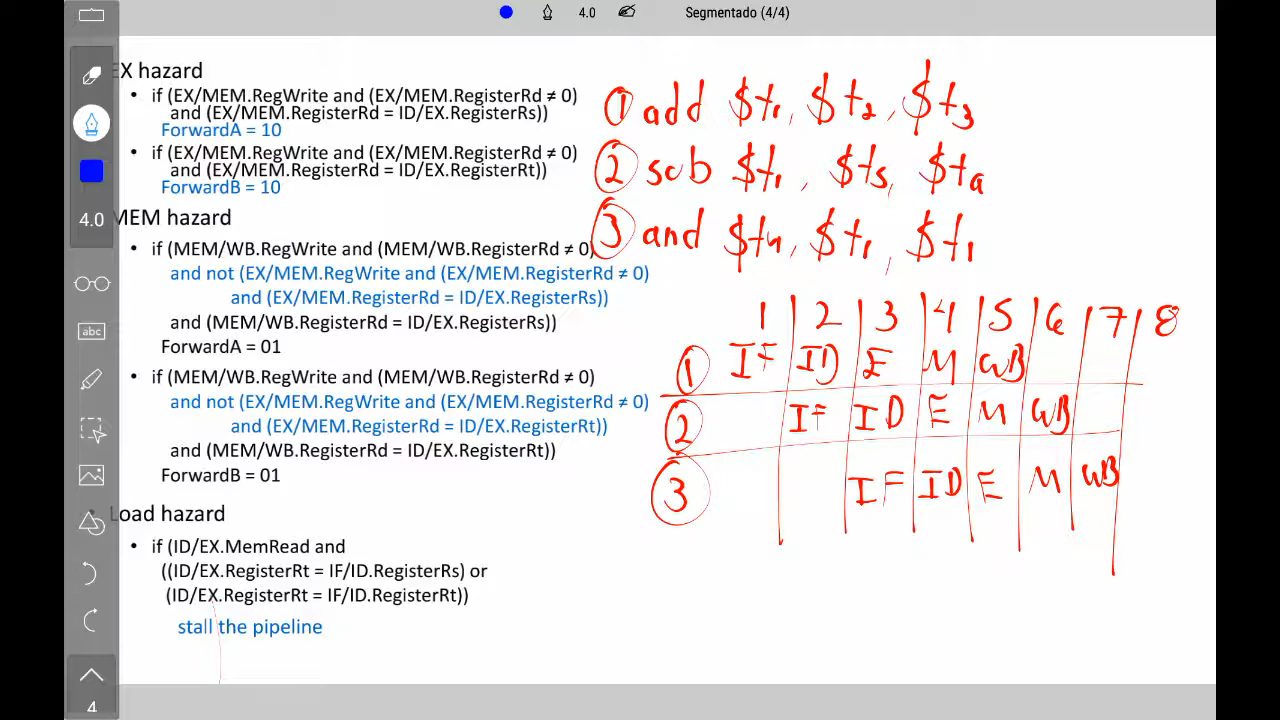 4.0
Segmentado (4/4)
EX hazard
• if (EX/MEM.RegWrite and (EX/MEM.RegisterRd ≠ 0)
and (EX/MEM.RegisterRd = ID/EX.RegisterRs))
ForwardA = 10
• if (EX/MEM.RegWrite and (EX/MEM.RegisterRd ≠ 0)
and (EX/MEM.RegisterRd = ID/EX.RegisterRt))
ForwardB = 10
4.0
MEM hazard
• if (MEM/WB.RegWrite and (MEM/WB.RegisterRd ≠ 0)
and not (EX/MEM.RegWrite and (EX/MEM.RegisterRd ≠ 0)
and (EX/MEM.RegisterRd = ID/EX.RegisterRs))
and (MEM/WB.RegisterRd = ID/EX.RegisterRs))
ForwardA = 01
abc
• if (MEM/WB.RegWrite and (MEM/WB.RegisterRd ≠ 0)
and not (EX/MEM.RegWrite and (EX/MEM.RegisterRd ≠ 0)
and (EX/MEM.RegisterRd = ID/EX.RegisterRt))
and (MEM/WB.RegisterRd = ID/EX.RegisterRt))
ForwardB = 01
• Load hazard
• if (ID/EX.MemRead and
((ID/EX.RegisterRt = IF/ID.RegisterRs) or
(ID/EX.RegisterRt = IF/ID.RegisterRt))
stall the pipeline
4
① add $t1, $t2, $t3
② sub $t1, $t5,
③ and $t4, $t1, $t1
1 2 3 4 5 6 7 8
① IF ID E M WB
② IF ID E M WB
③ IF ID E M WB